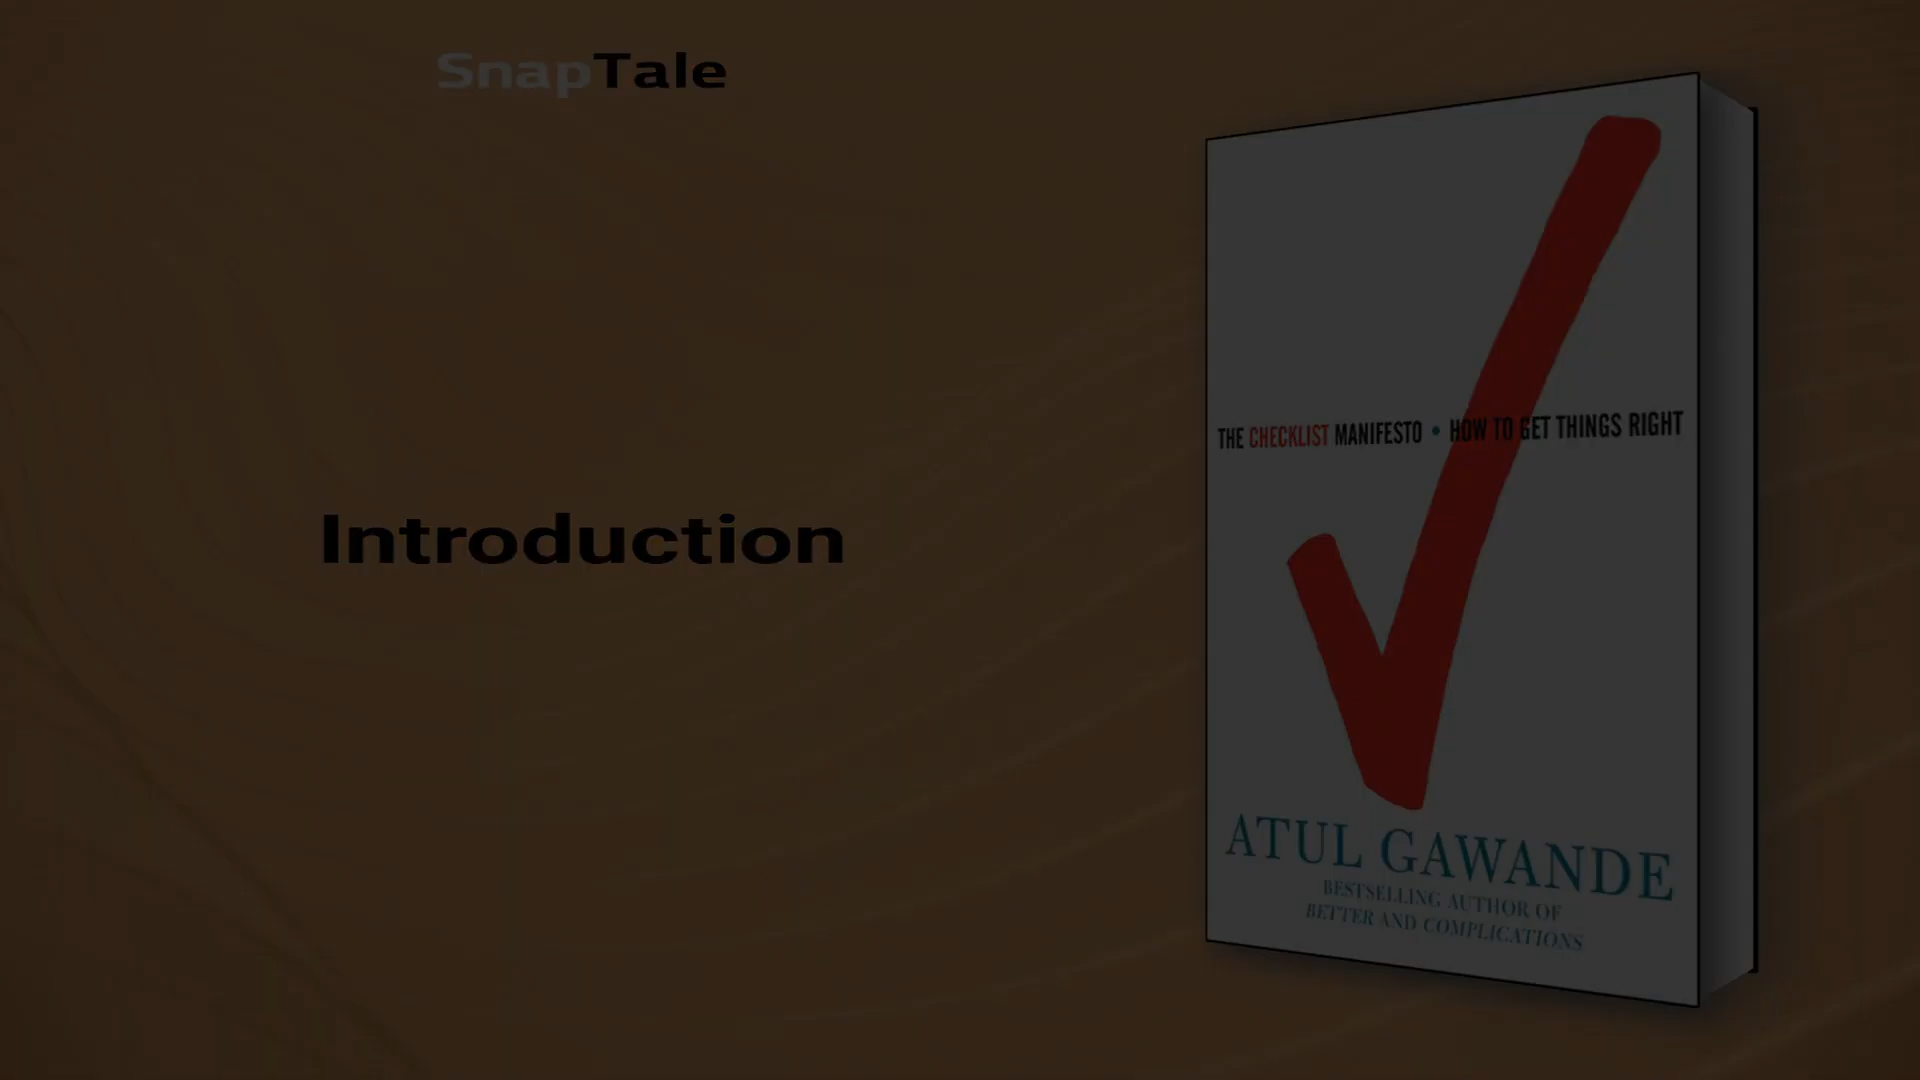 SnapTale
Introduction
THE CHECKLIST MANIFESTO • HOW TO GET THINGS RIGHT
ATUL GAWANDE
BESTSELLING AUTHOR OF
BETTER AND COMPLICATIONS